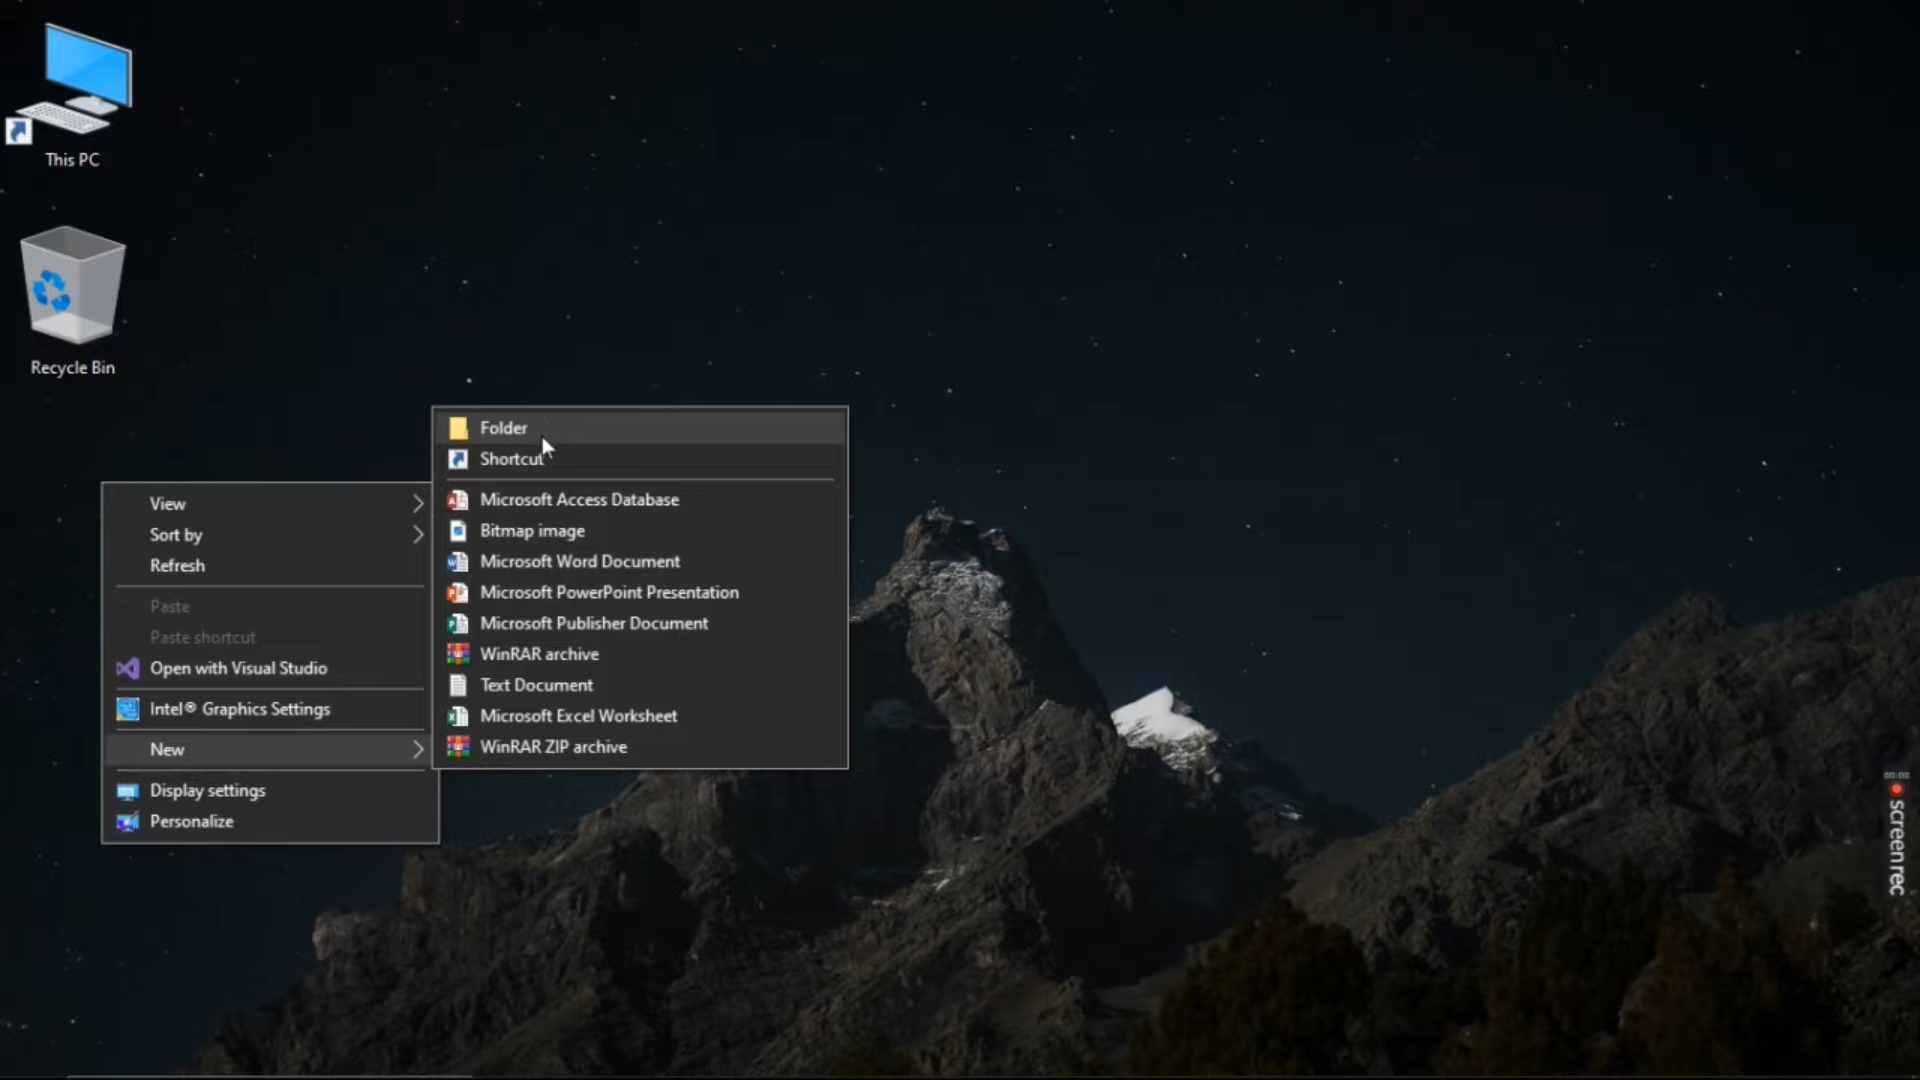 This PC
Recycle Bin
Folder
Shortcut
Microsoft Access Database
Bitmap image
Microsoft Word Document
Microsoft PowerPoint Presentation
Microsoft Publisher Document
WinRAR archive
Text Document
Microsoft Excel Worksheet
WinRAR ZIP archive
View
Sort by
Refresh
Paste
Paste shortcut
Open with Visual Studio
Intel® Graphics Settings
New
Display settings
Personalize
00:00
screenrec